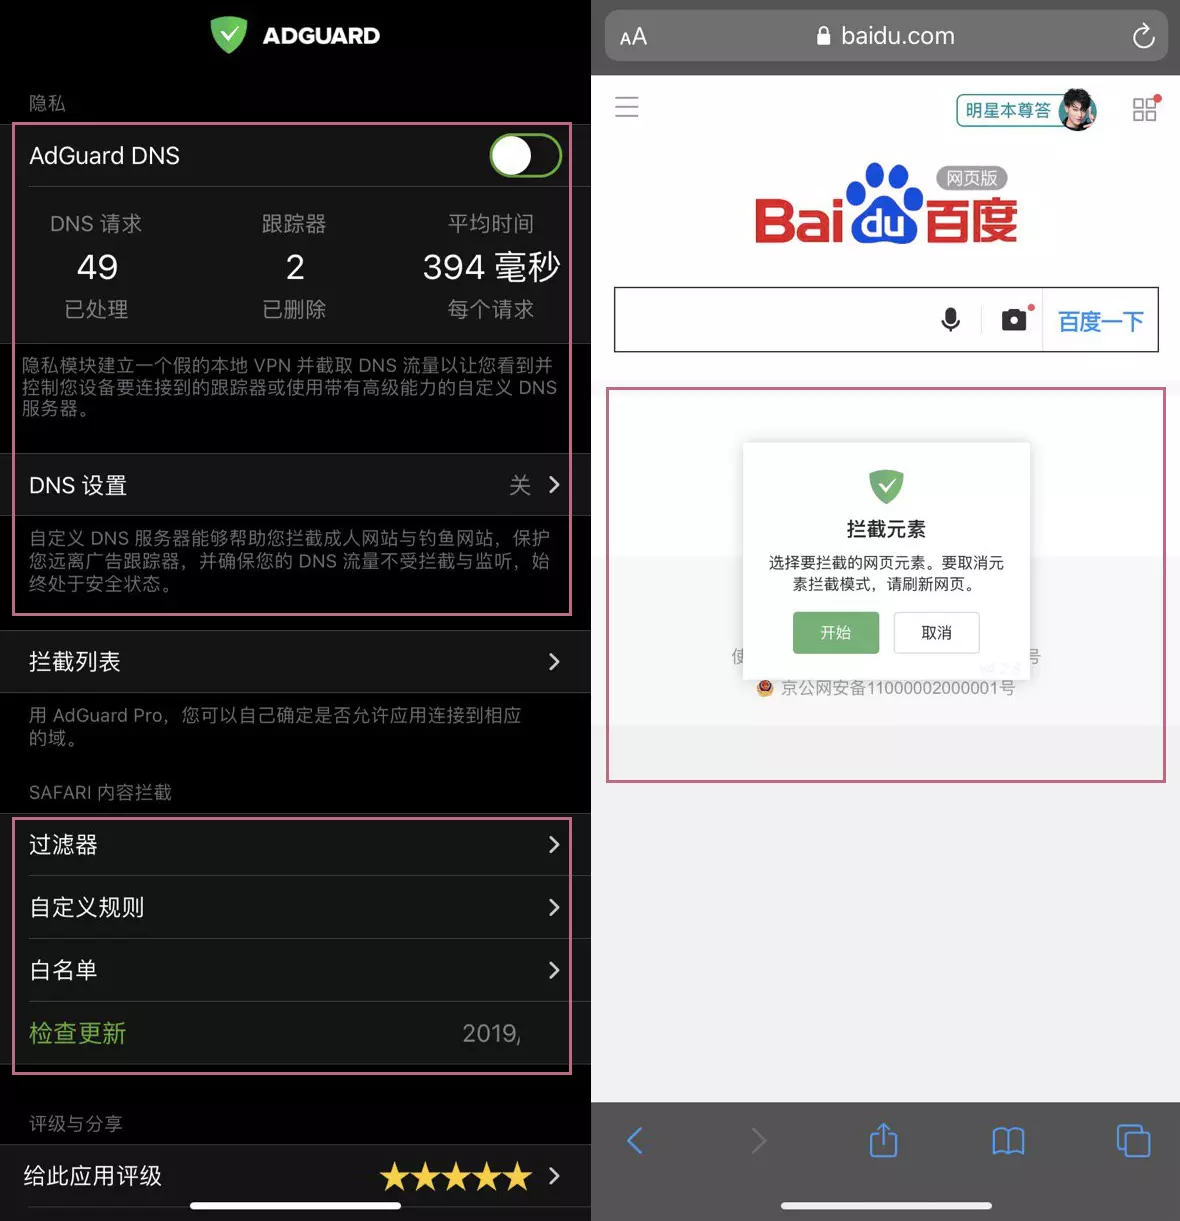 ADGUARD
隐私
AdGuard DNS
DNS 请求
跟踪器
平均时间
49
2
394 毫秒
已处理
已删除
每个请求
隐私模块建立一个假的本地 VPN 并截取 DNS 流量以让您看到并
控制您设备要连接到的跟踪器或使用带有高级能力的自定义 DNS
服务器。
DNS 设置
关
自定义 DNS 服务器能够帮助您拦截成人网站与钓鱼网站，保护
您远离广告跟踪器，并确保您的 DNS 流量不受拦截与监听，始
终处于安全状态。
拦截列表
用 AdGuard Pro，您可以自己确定是否允许应用连接到相应
的域。
SAFARI 内容拦截
过滤器
自定义规则
白名单
检查更新
2019,
评级与分享
给此应用评级
AA
baidu.com
明星本尊答
网页版
Bai du 百度
百度一下
拦截元素
选择要拦截的网页元素。要取消元
素拦截模式，请刷新网页。
开始
取消
使
号
京公网安备11000002000001号